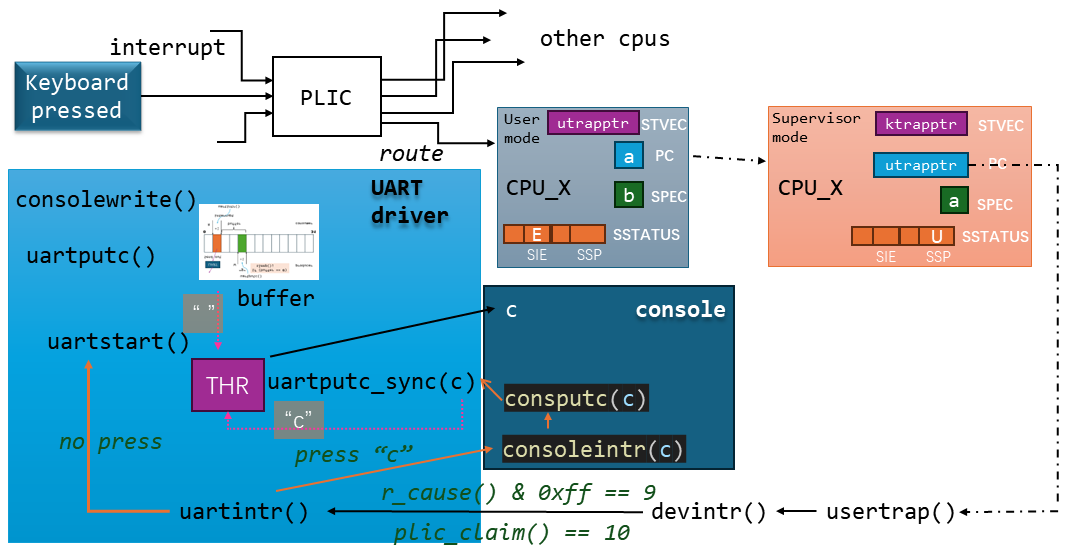 interrupt
other cpus
Keyboard
pressed
PLIC
route
User
mode
utrapptr
STVEC
a
PC
CPU_X
b
SPEC
E
SSTATUS
SIE
SSP
Supervisor
mode
ktrapptr
STVEC
utrapptr
PC
CPU_X
a
SPEC
U
SSTATUS
SIE
SSP
UART
driver
consolewrite()
uartputc()
buffer
“ ”
uartstart()
THR
uartputc_sync(c)
“c”
no press
press “c”
c
console
consputc(c)
consoleintr(c)
r_cause() & 0xff == 9
uartintr()
devintr()
usertrap()
plic_claim() == 10